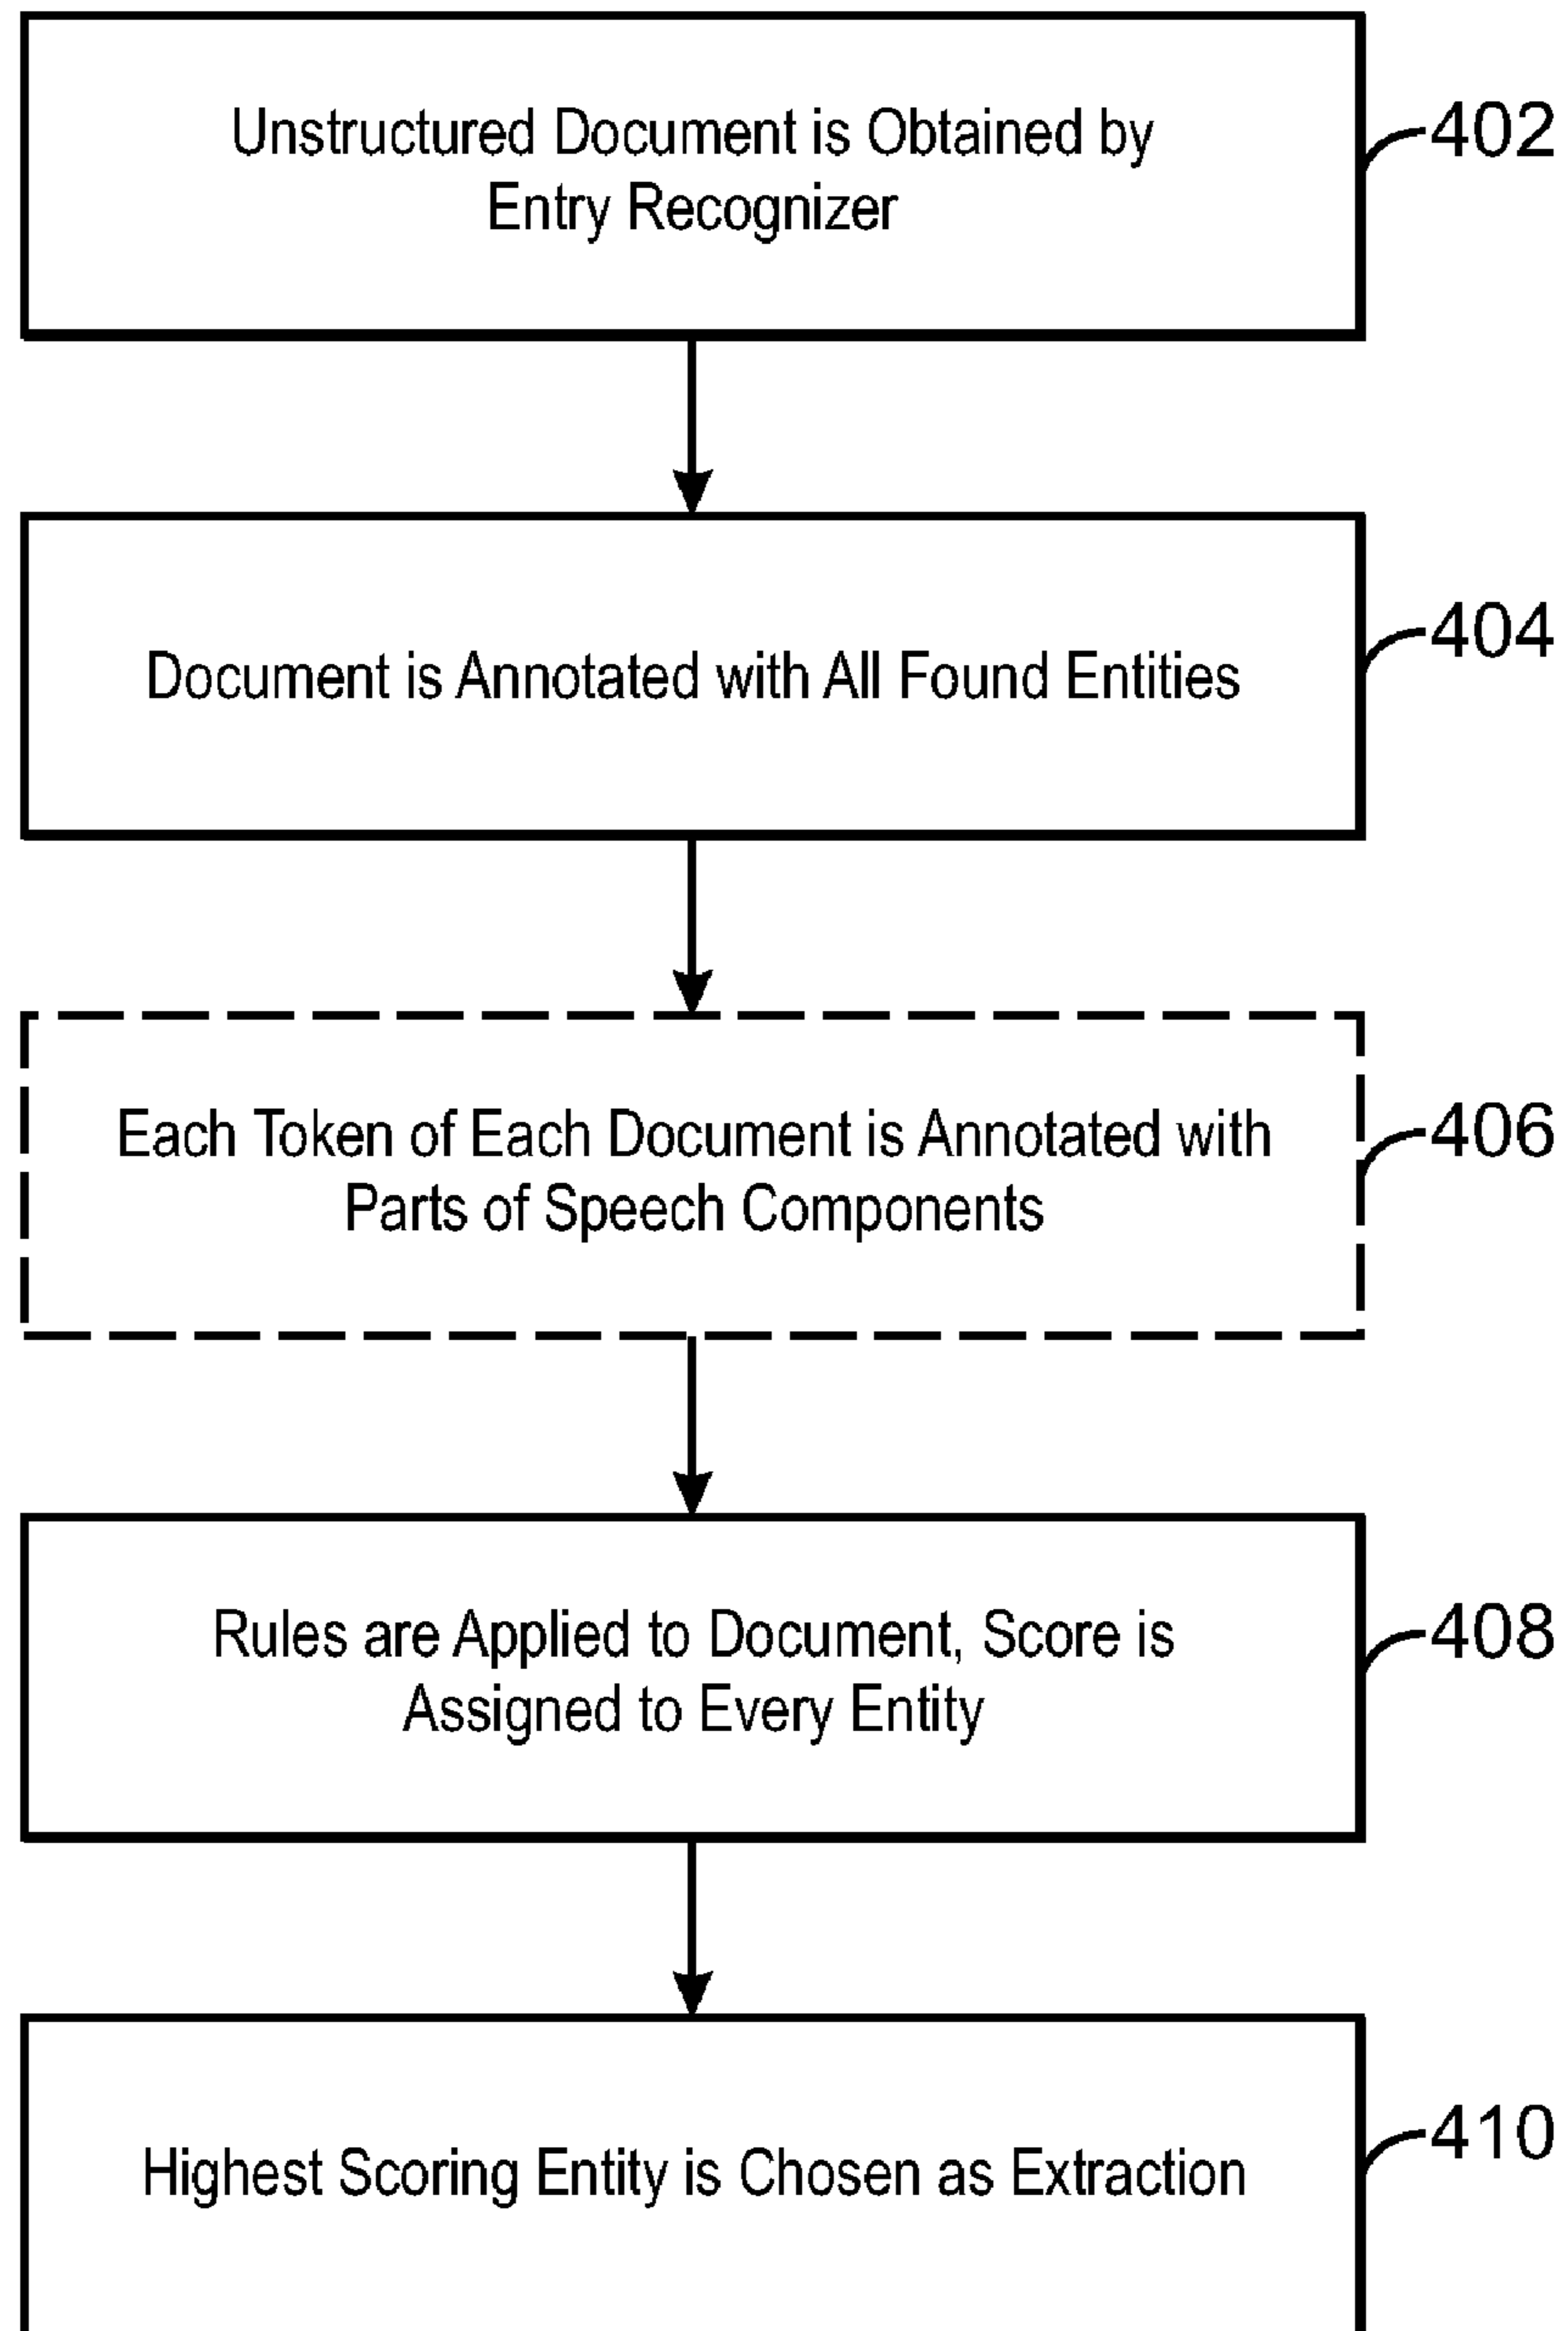 Unstructured Document is Obtained by
Entry Recognizer
402
Document is Annotated with All Found Entities
404
Each Token of Each Document is Annotated with
Parts of Speech Components
406
Rules are Applied to Document, Score is
Assigned to Every Entity
408
Highest Scoring Entity is Chosen as Extraction
410